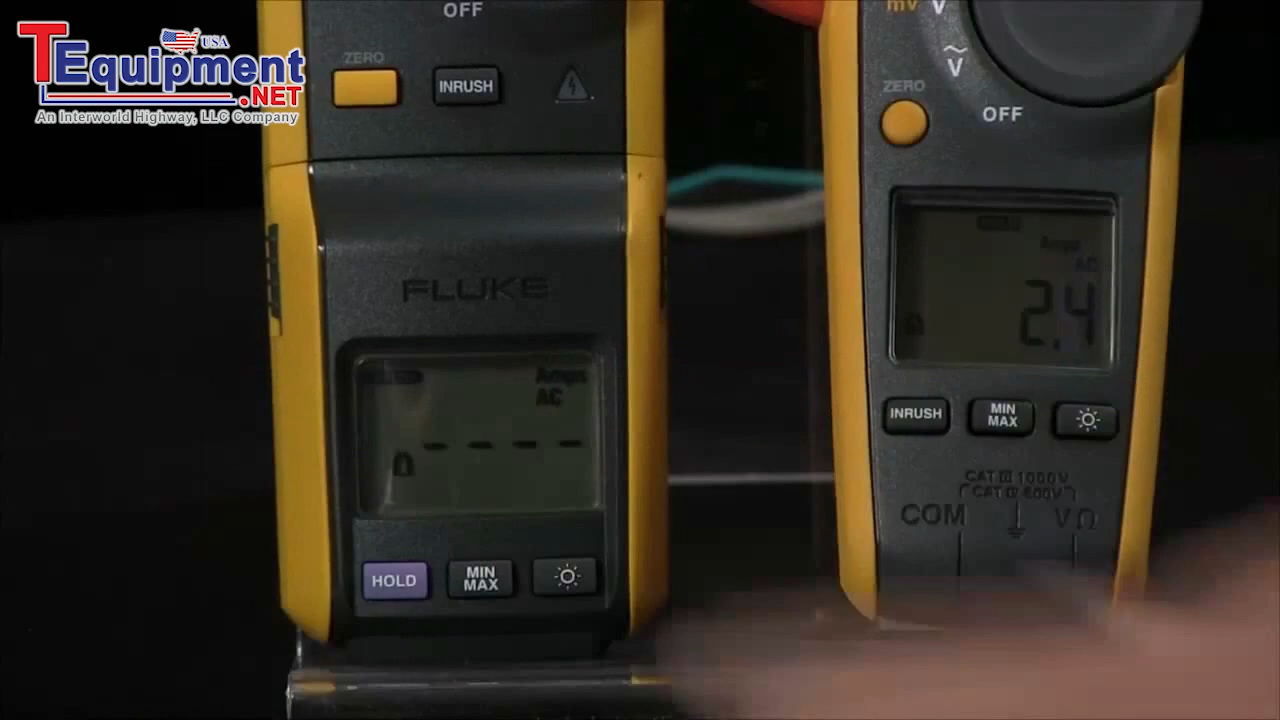 TEquipment
USA
.NET
An Interworld Highway, LLC Company
OFF
ZERO
INRUSH
FLUKE
Amps
AC
- - - -
HOLD
MIN
MAX
mV V
V
ZERO
OFF
Amps
AC
2.4
INRUSH
MIN
MAX
CAT III 1000V
CAT IV 600V
COM
V Ω